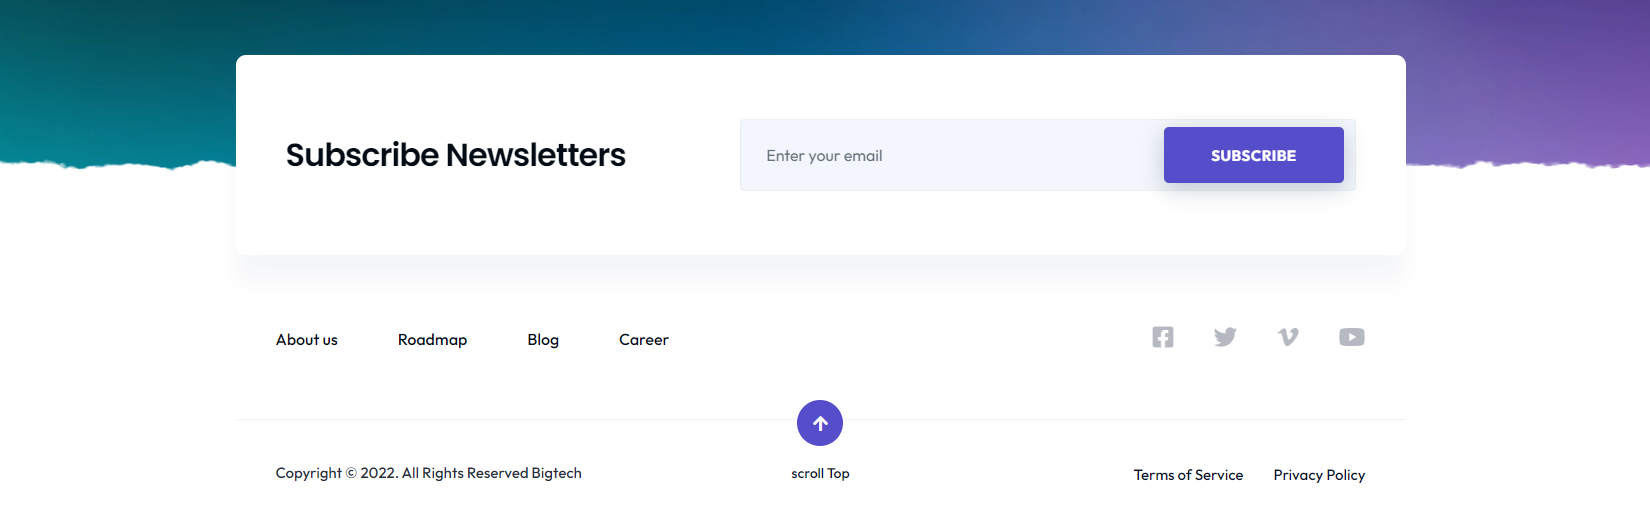 Subscribe Newsletters
Enter your email
SUBSCRIBE
About us
Roadmap
Blog
Career
scroll Top
Copyright © 2022. All Rights Reserved Bigtech
Terms of Service
Privacy Policy